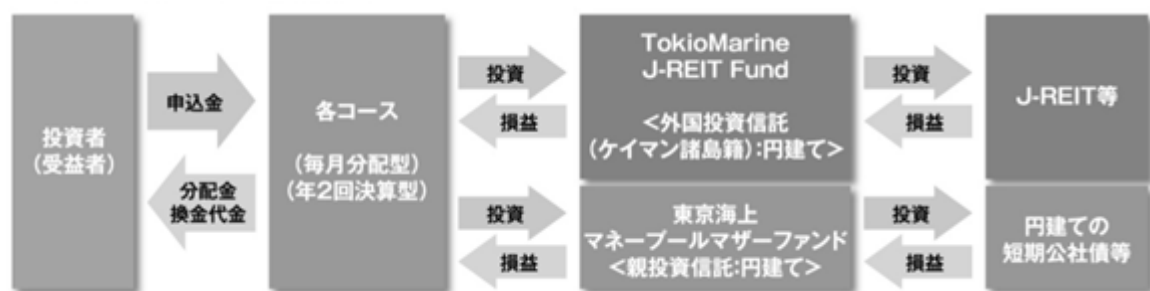 投資者
(受益者)
申込金
分配金
換金代金
各コース
(毎月分配型)
(年2回決算型)
投資
損益
TokioMarine
J-REIT Fund
<外国投資信託
(ケイマン諸島籍):円建て>
投資
損益
J-REIT等
投資
損益
東京海上
マネープールマザーファンド
<親投資信託:円建て>
投資
損益
円建ての
短期公社債等